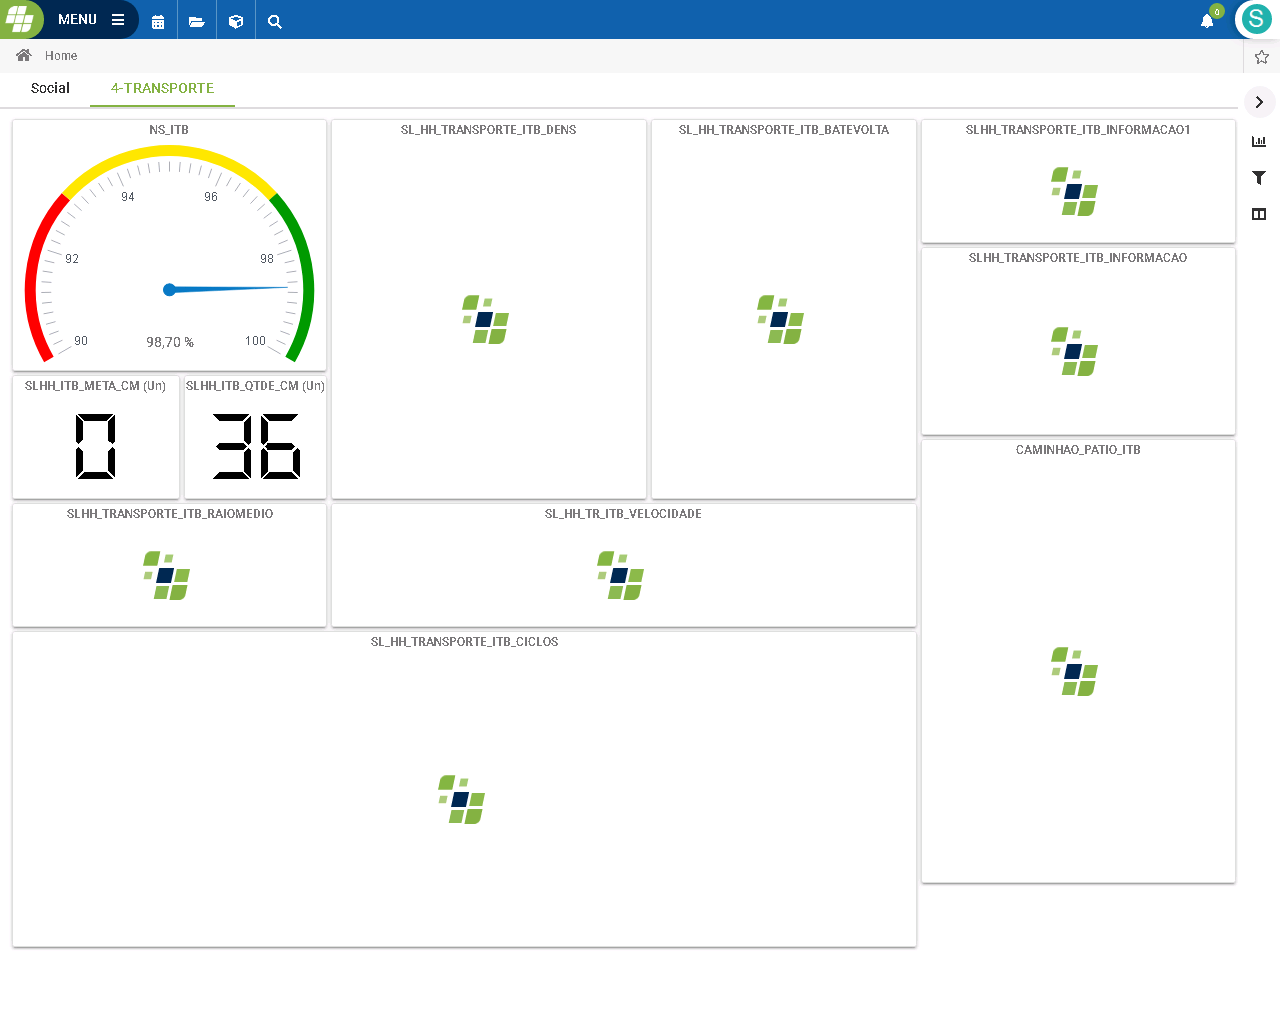 MENU
0
S
Home
Social
4-TRANSPORTE
NS_ITB
90
92
94
96
98
100
98,70 %
SL_HH_TRANSPORTE_ITB_DENS
SL_HH_TRANSPORTE_ITB_BATEVOLTA
SLHH_TRANSPORTE_ITB_INFORMACAO1
SLHH_TRANSPORTE_ITB_INFORMACAO
SLHH_ITB_META_CM (Un)
0
SLHH_ITB_QTDE_CM (Un)
36
CAMINHAO_PATIO_ITB
SLHH_TRANSPORTE_ITB_RAIOMEDIO
SL_HH_TR_ITB_VELOCIDADE
SL_HH_TRANSPORTE_ITB_CICLOS